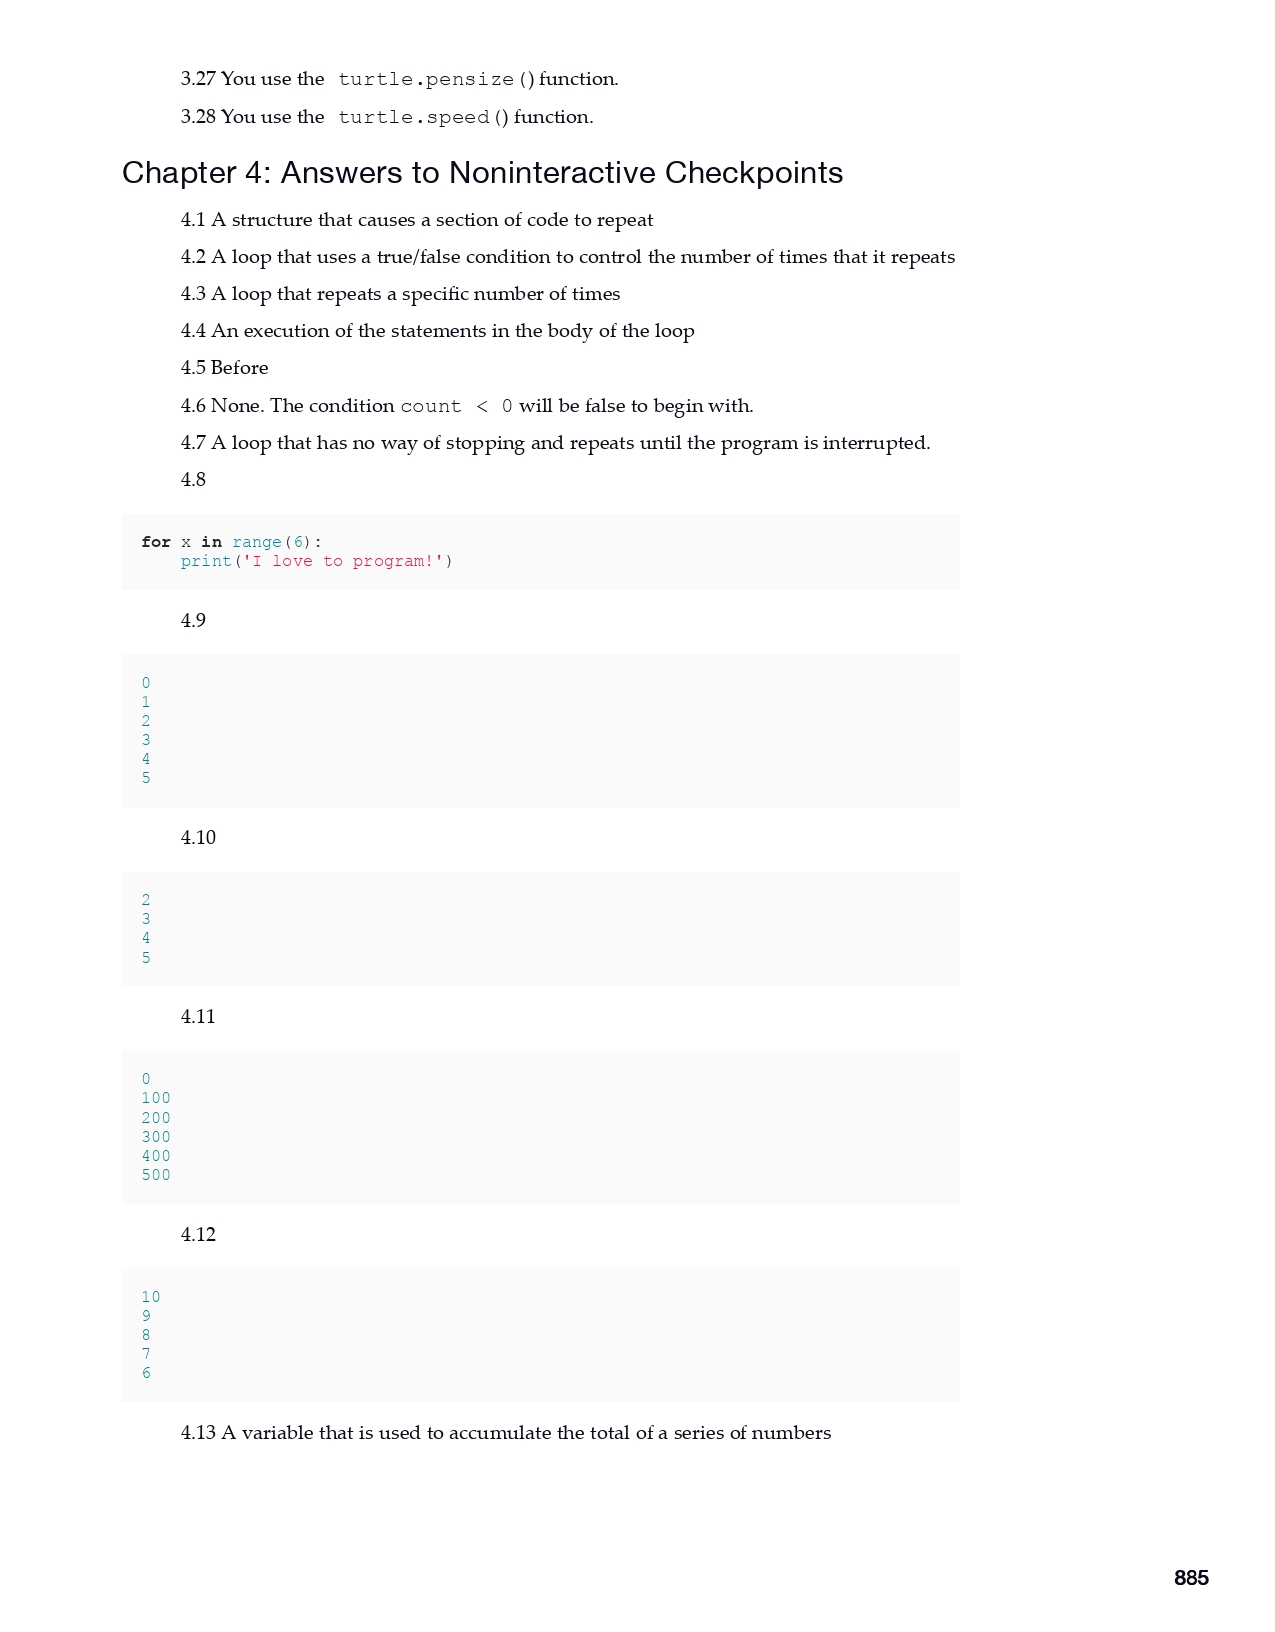 3.27 You use the turtle.pensize() function.
3.28 You use the turtle.speed() function.
Chapter 4: Answers to Noninteractive Checkpoints
4.1 A structure that causes a section of code to repeat
4.2 A loop that uses a true/false condition to control the number of times that it repeats
4.3 A loop that repeats a specific number of times
4.4 An execution of the statements in the body of the loop
4.5 Before
4.6 None. The condition count < 0 will be false to begin with.
4.7 A loop that has no way of stopping and repeats until the program is interrupted.
4.8
for x in range(6):
    print('I love to program!')
4.9
0
1
2
3
4
5
4.10
2
3
4
5
4.11
0
100
200
300
400
500
4.12
10
9
8
7
6
4.13 A variable that is used to accumulate the total of a series of numbers
885